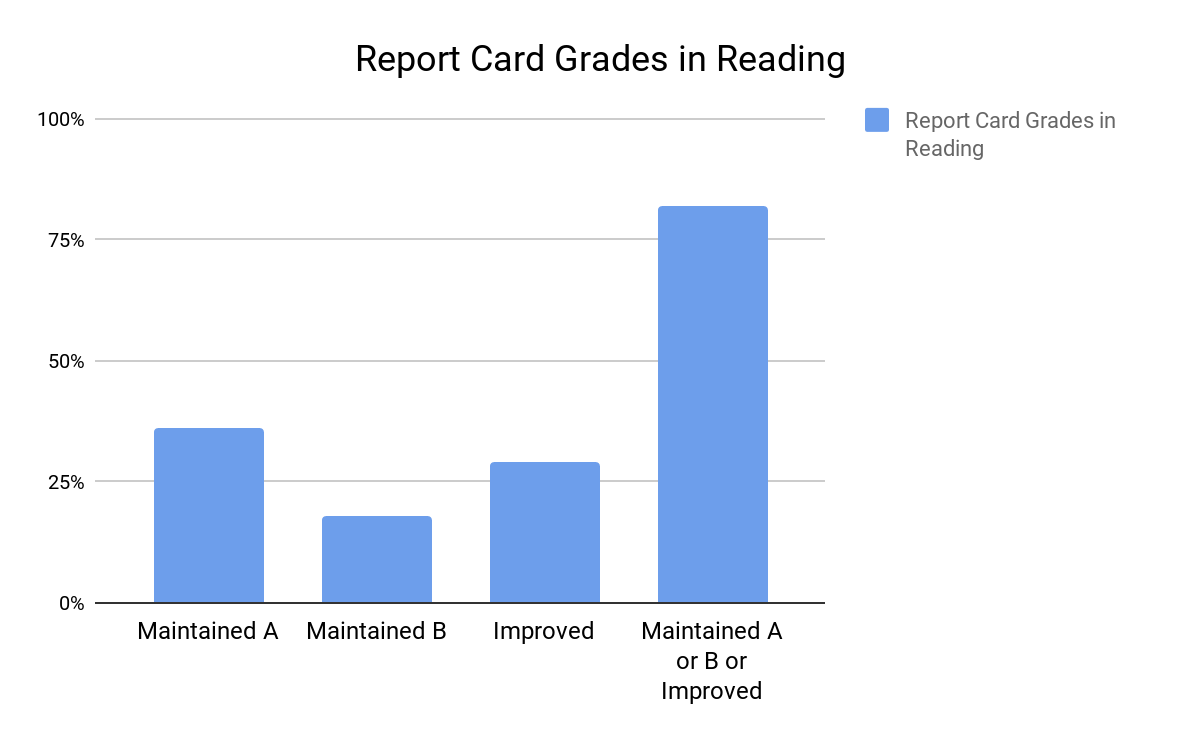 Report Card Grades in Reading
100%
75%
50%
25%
0%
Report Card Grades in
Reading
Maintained A
Maintained B
Improved
Maintained A
or B or
Improved